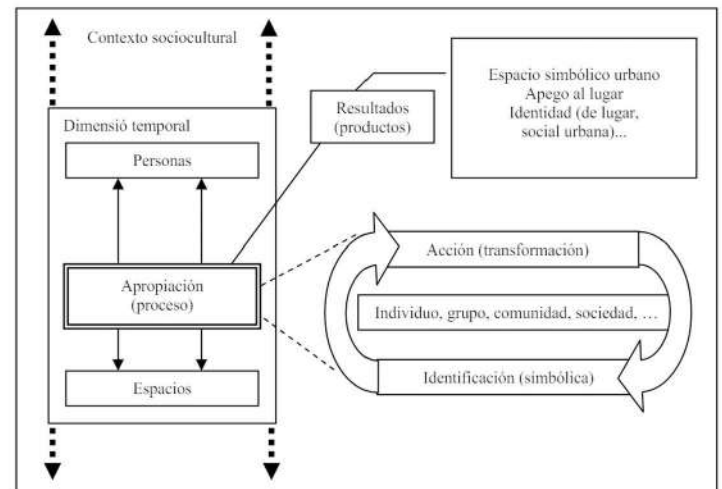 Contexto sociocultural
Dimensió temporal
Personas
Apropiación
(proceso)
Espacios
Resultados
(productos)
Espacio simbólico urbano
Apego al lugar
Identidad (de lugar,
social urbana)...
Acción (transformación)
Individuo, grupo, comunidad, sociedad, …
Identificación (simbólica)